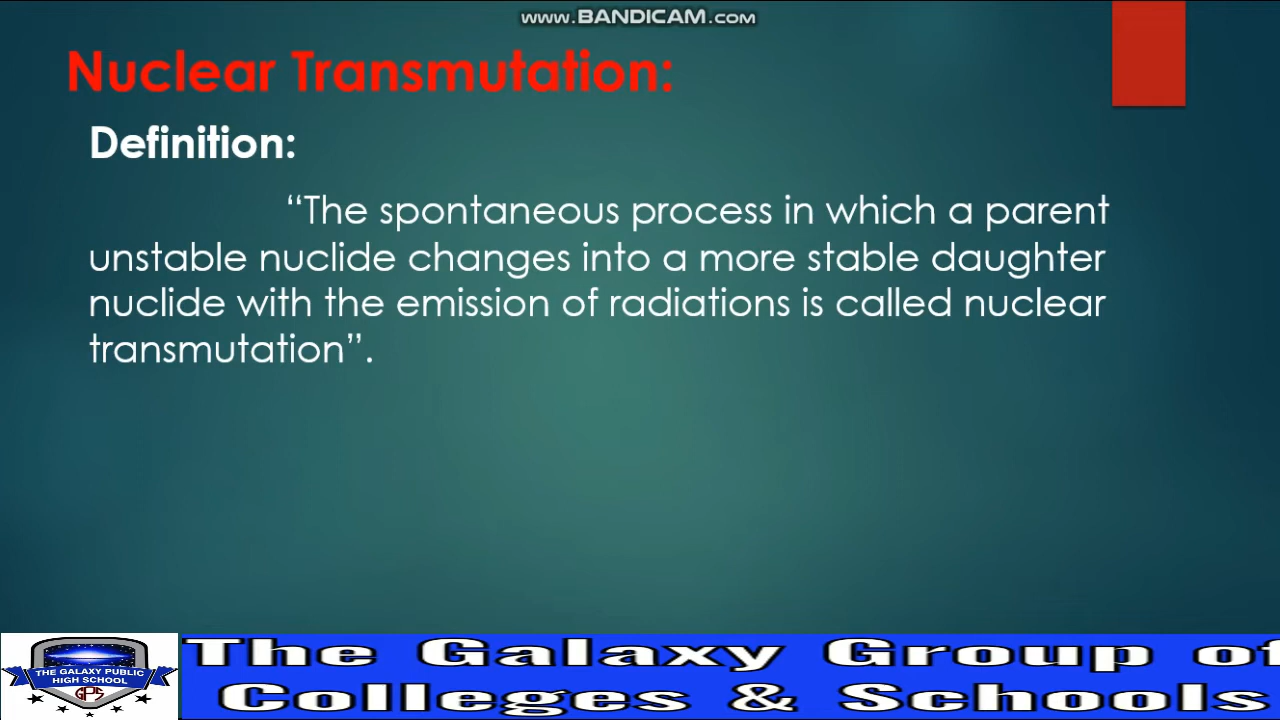 www.BANDICAM.com
Nuclear Transmutation:
Definition:
“The spontaneous process in which a parent
unstable nuclide changes into a more stable daughter
nuclide with the emission of radiations is called nuclear
transmutation”.
THE GALAXY PUBLIC
HIGH SCHOOL
GPS
The Galaxy Group of
Colleges & Schools